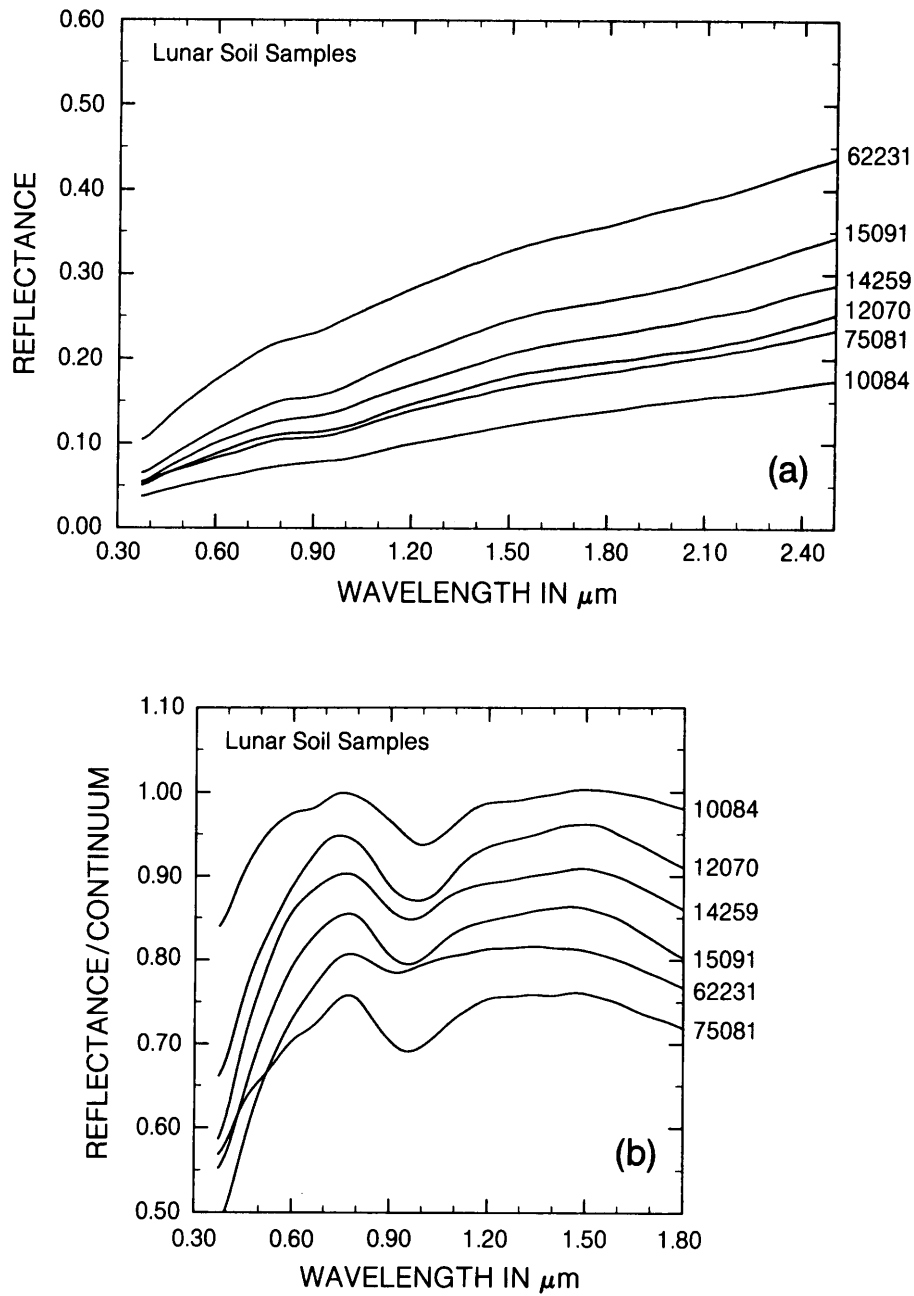 0.60
Lunar Soil Samples
0.50
0.40
0.30
0.20
0.10
0.00
REFLECTANCE
62231
15091
14259
12070
75081
10084
(a)
0.30 0.60 0.90 1.20 1.50 1.80 2.10 2.40
WAVELENGTH IN μm
1.10
Lunar Soil Samples
1.00
0.90
0.80
0.70
0.60
0.50
REFLECTANCE/CONTINUUM
10084
12070
14259
15091
62231
75081
(b)
0.30 0.60 0.90 1.20 1.50 1.80
WAVELENGTH IN μm